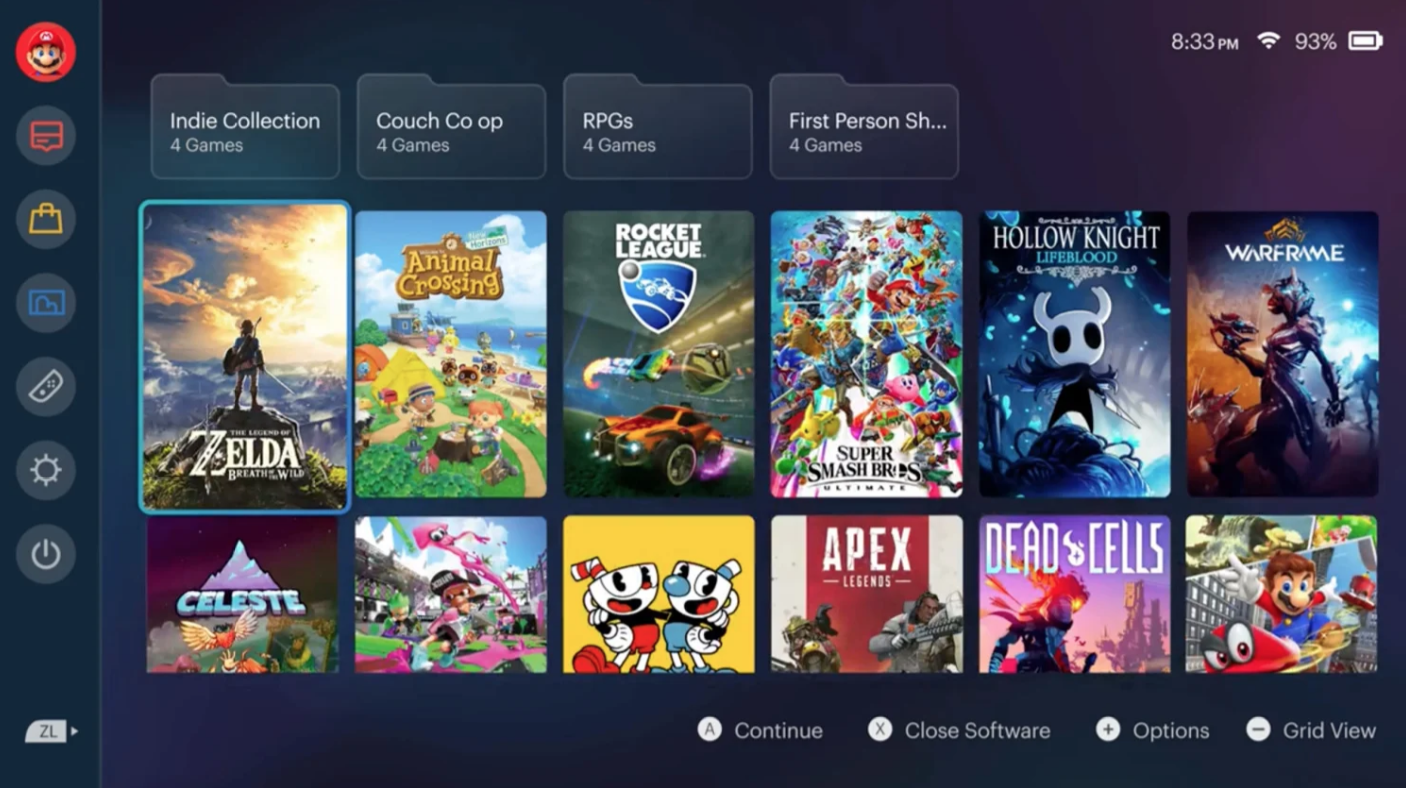 8:33 PM 93%
Indie Collection
4 Games
Couch Co op
4 Games
RPGs
4 Games
First Person Sh...
4 Games
THE LEGEND OF
ZELDA
BREATH OF THE WILD
New Horizons
Animal
Crossing
ROCKET
LEAGUE
SUPER
SMASH BROS
ULTIMATE
HOLLOW KNIGHT
LIFEBLOOD
WARFRAME
CELESTE
APEX
LEGENDS
DEAD CELLS
ZL
A Continue X Close Software + Options − Grid View